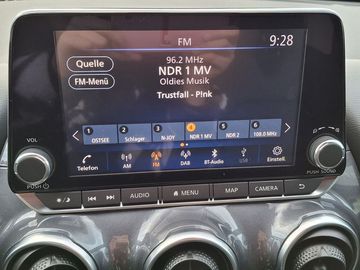 FM
9:28
Quelle
FM-Menü
96.2 MHz
NDR 1 MV
Oldies Musik
Trustfall - P!nk
1 OSTSEE
2 Schlager
3 N-JOY
4 NDR 1 MV
5 NDR 2
6 108.0 MHz
Telefon
AM
FM
DAB
BT-Audio
USB
Einstell.
VOL
PUSH
PUSH SOUND
AUDIO
MENU
MAP
CAMERA